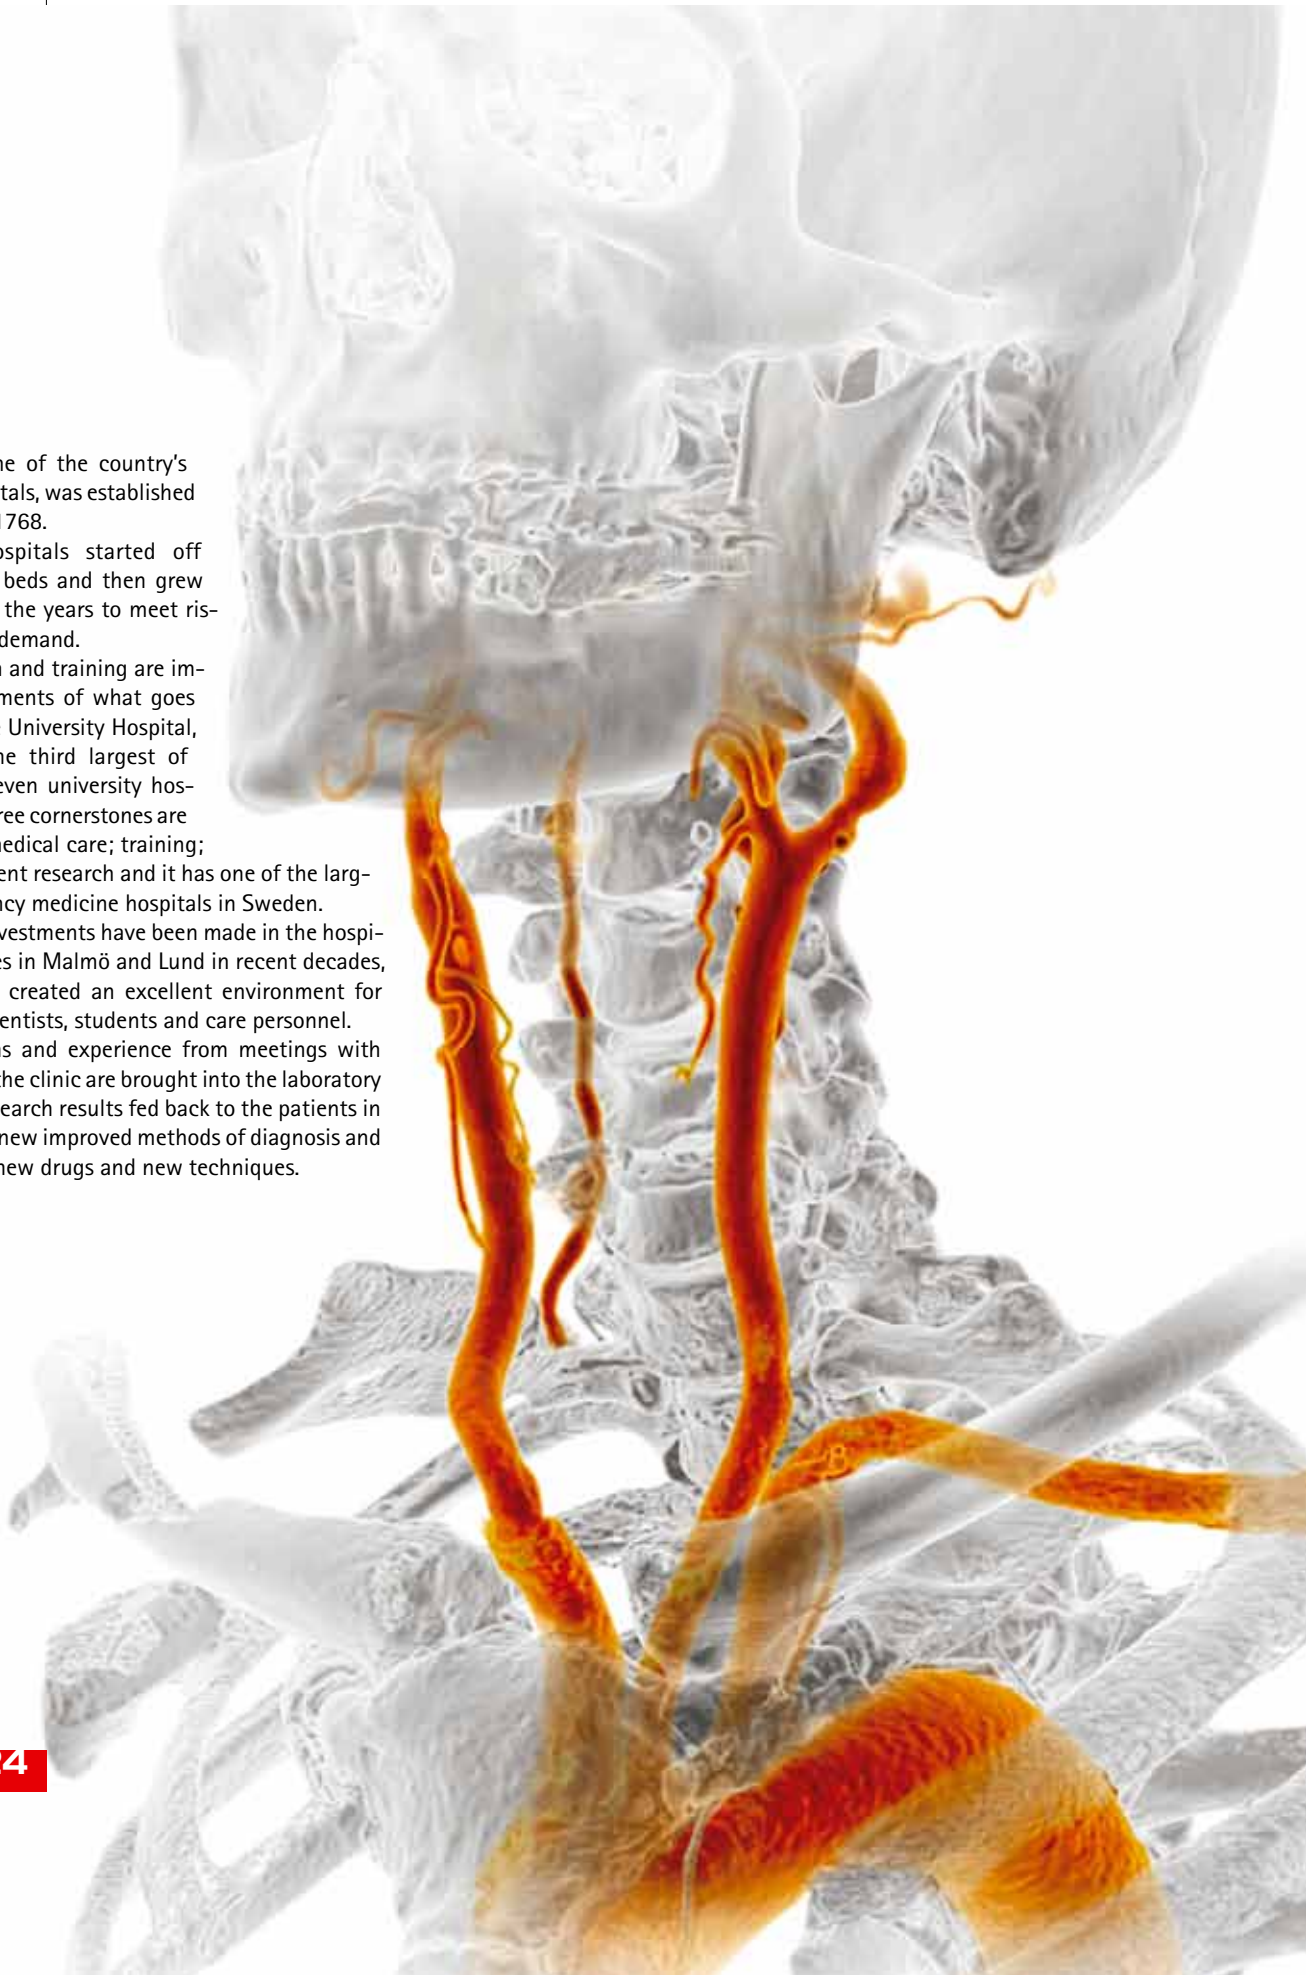 ne of the country's
tals, was established
1768.
ospitals started off
beds and then grew
the years to meet ris-
demand.
n and training are im-
ments of what goes
e University Hospital,
he third largest of
even university hos-
ree cornerstones are
nedical care; training;
ent research and it has one of the larg-
ncy medicine hospitals in Sweden.
vestments have been made in the hospi-
es in Malmö and Lund in recent decades,
created an excellent environment for
entists, students and care personnel.
ns and experience from meetings with
the clinic are brought into the laboratory
earch results fed back to the patients in
new improved methods of diagnosis and
new drugs and new techniques.
24